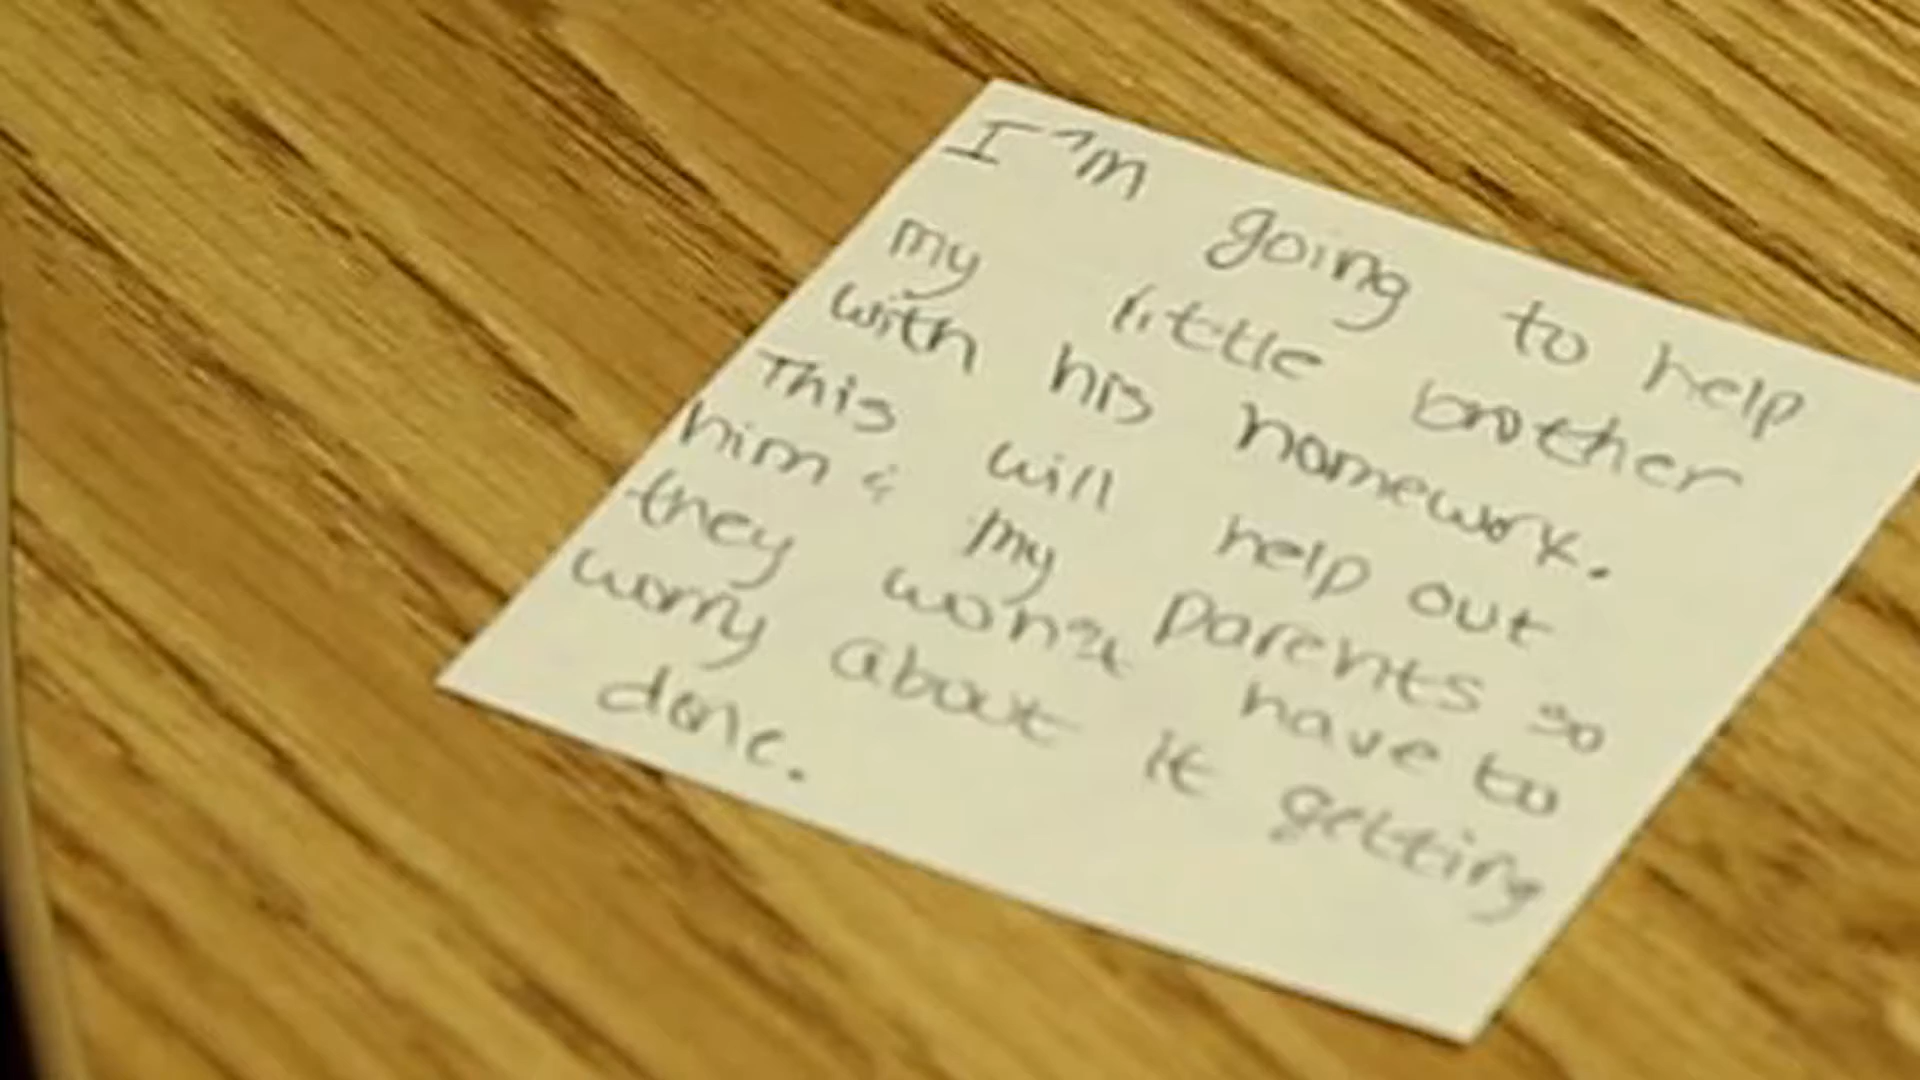 I'm going to help
my little brother
with his homework.
This will help out
him & my parents so
they won't have to
worry about it getting
done.